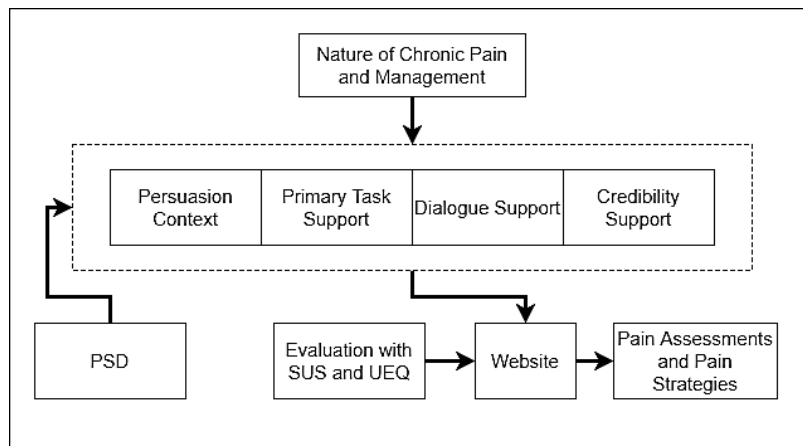 Nature of Chronic Pain
and Management
Persuasion
Context
Primary Task
Support
Dialogue Support
Credibility
Support
PSD
Evaluation with
SUS and UEQ
Website
Pain Assessments
and Pain
Strategies